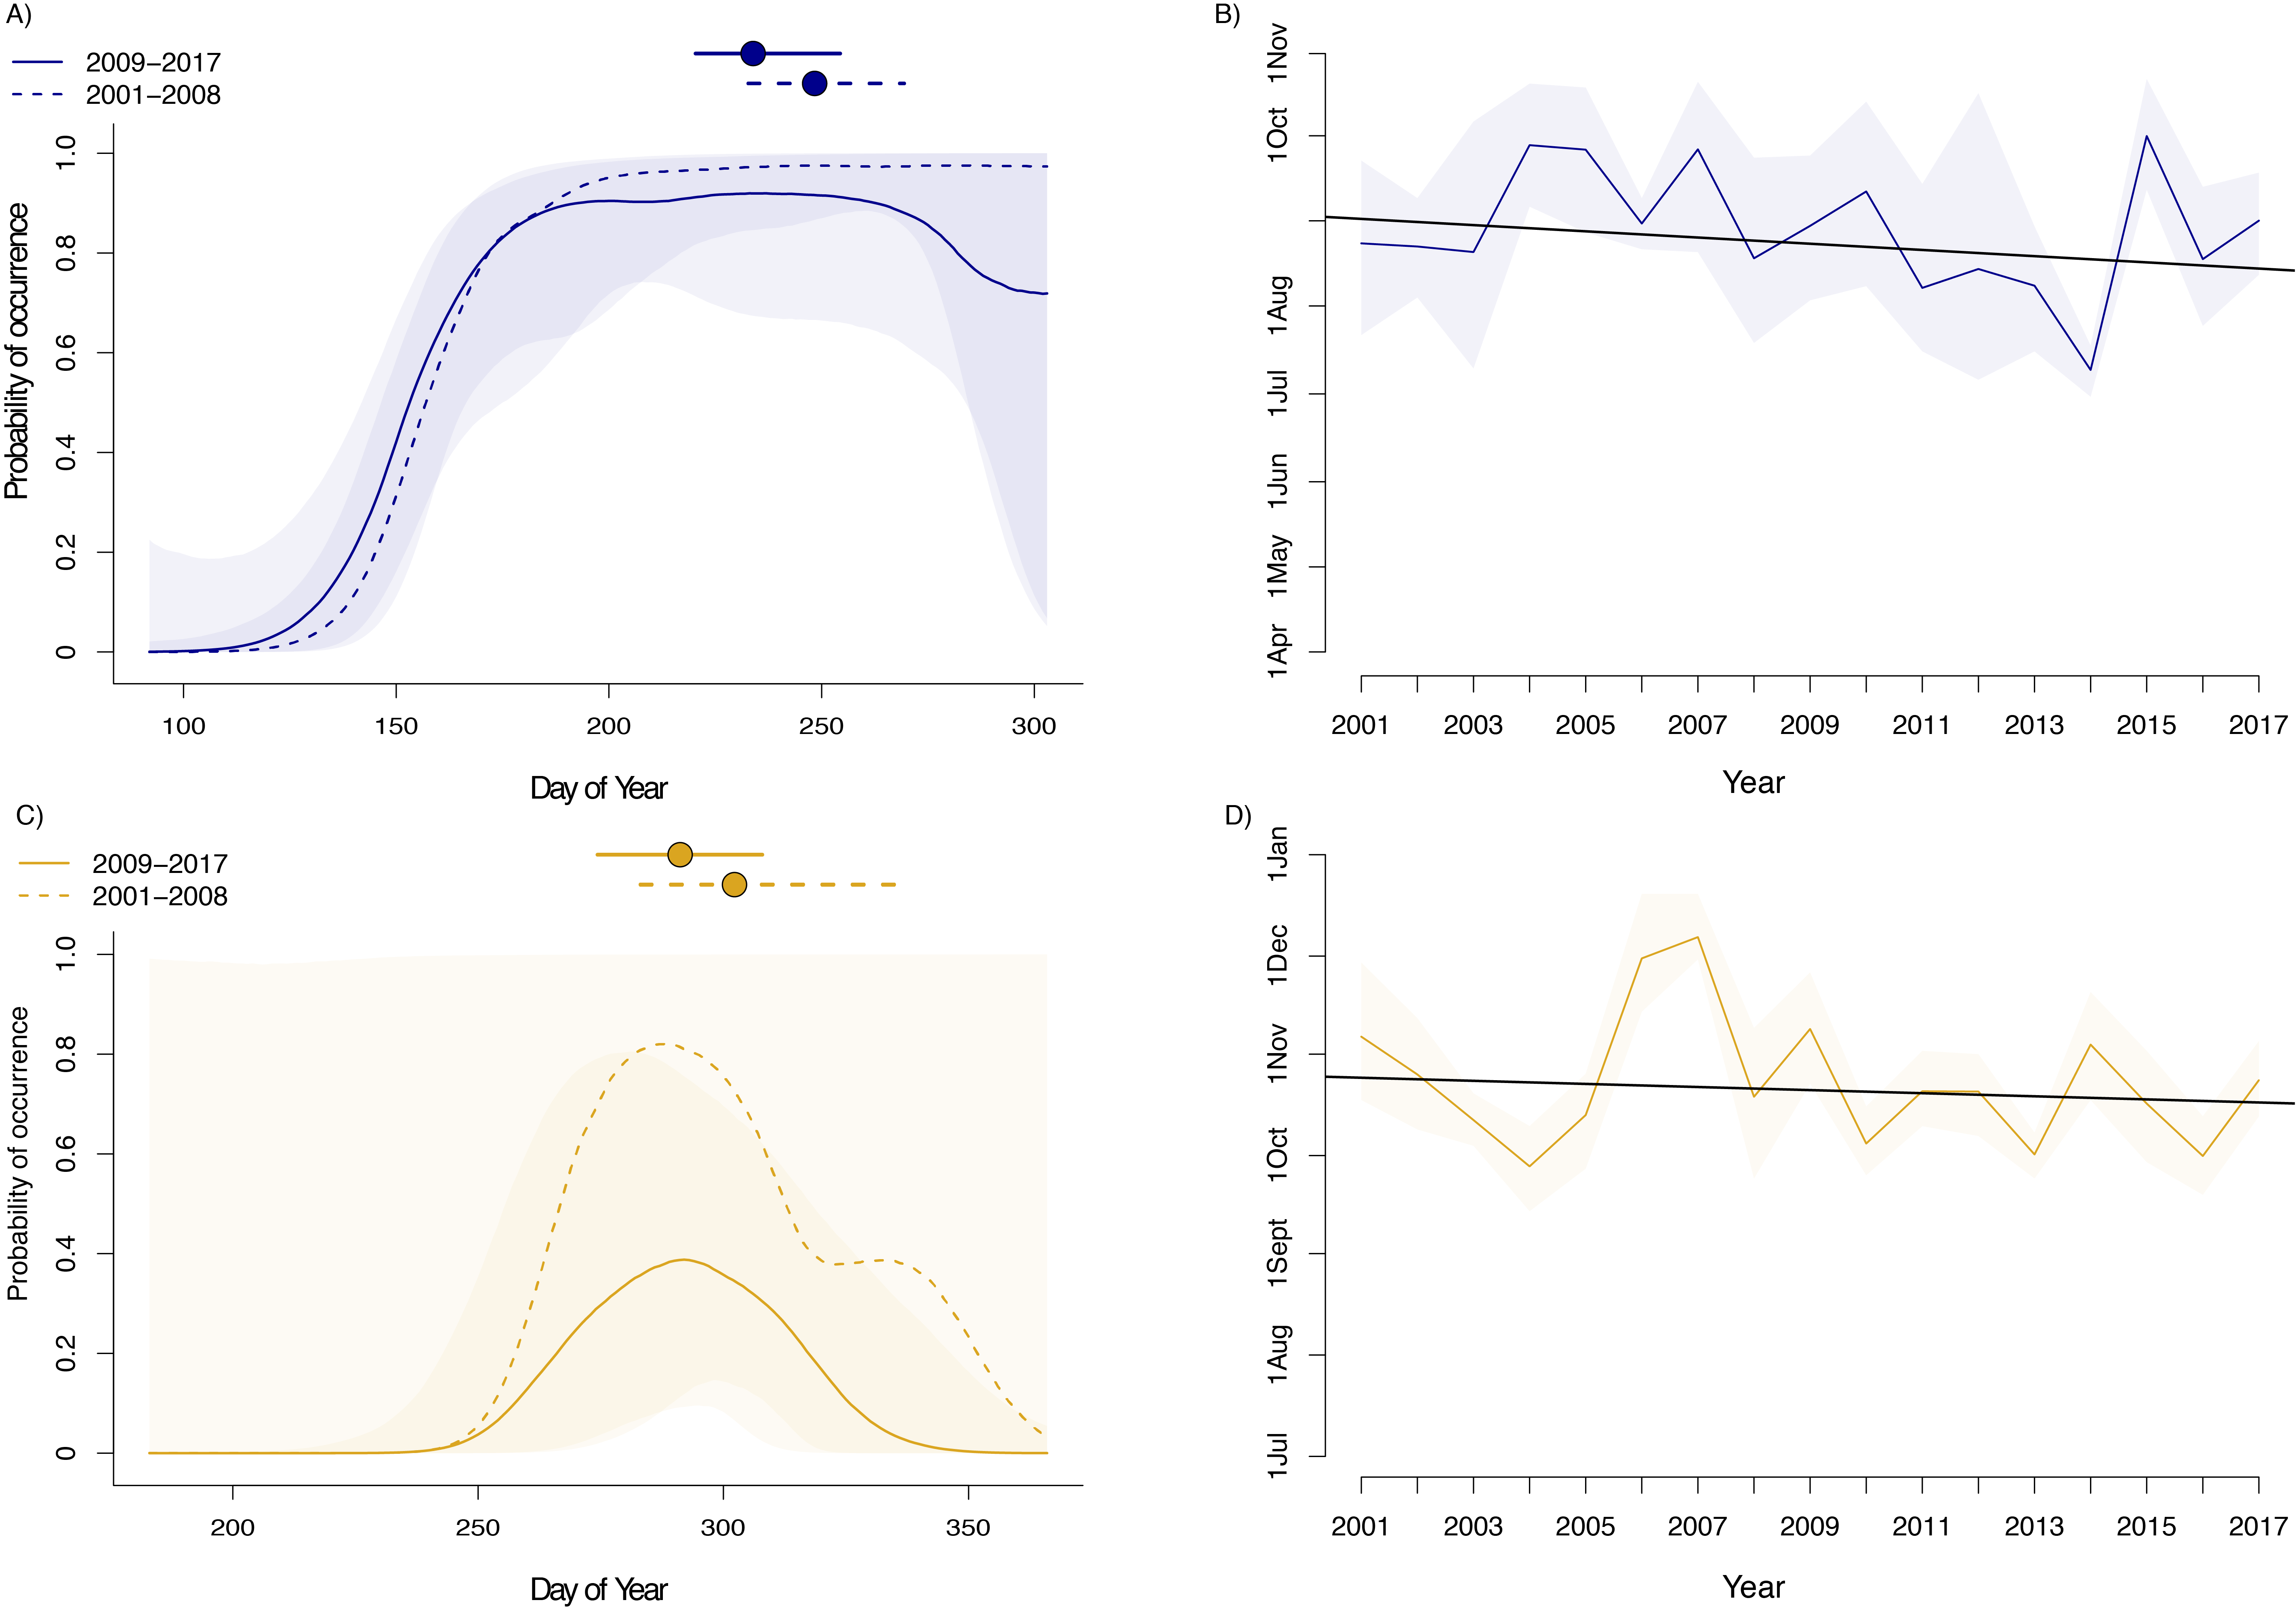 A)
2009–2017
2001–2008
Probability of occurrence
1.0
0.8
0.6
0.4
0.2
0
100 150 200 250 300
Day of Year
B)
1Nov
1Oct
1Aug
1Jul
1Jun
1May
1Apr
2001 2003 2005 2007 2009 2011 2013 2015 2017
Year
C)
2009–2017
2001–2008
Probability of occurrence
1.0
0.8
0.6
0.4
0.2
0
200 250 300 350
Day of Year
D)
1Jan
1Dec
1Nov
1Oct
1Sept
1Aug
1Jul
2001 2003 2005 2007 2009 2011 2013 2015 2017
Year